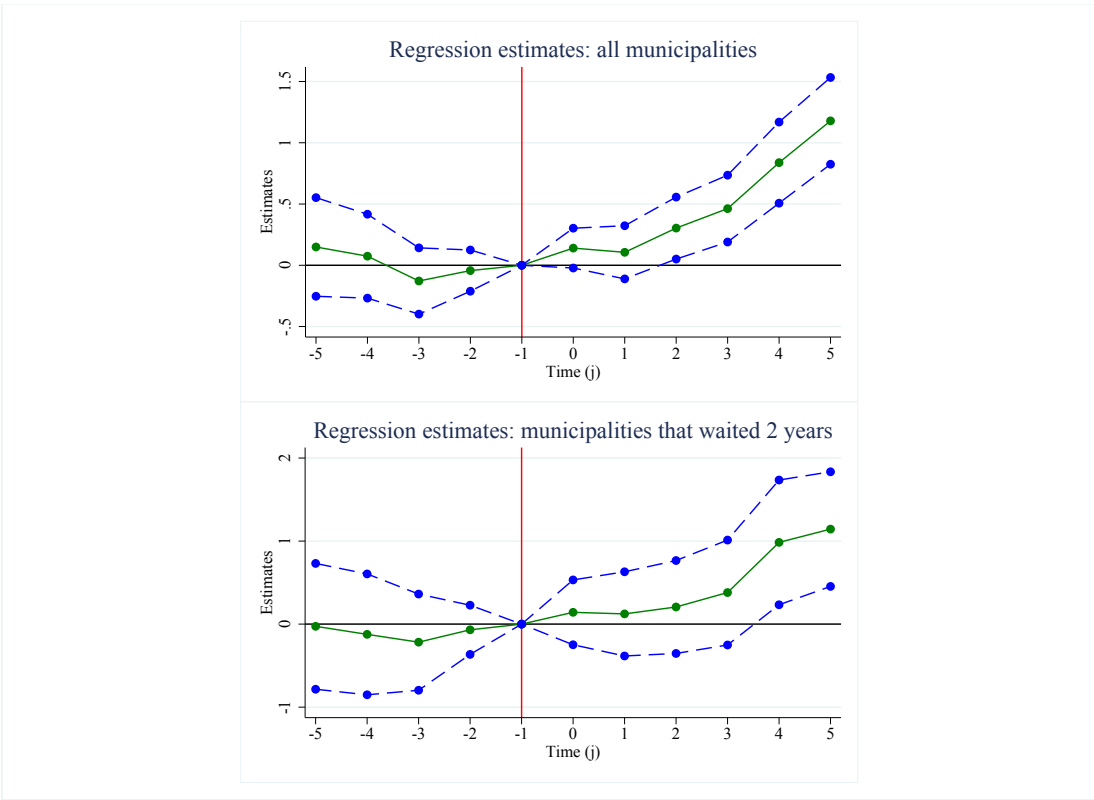 Regression estimates: all municipalities
Estimates
1.5
1
.5
0
-.5
-5 -4 -3 -2 -1 0 1 2 3 4 5
Time (j)
Regression estimates: municipalities that waited 2 years
Estimates
2
1
0
-1
-5 -4 -3 -2 -1 0 1 2 3 4 5
Time (j)